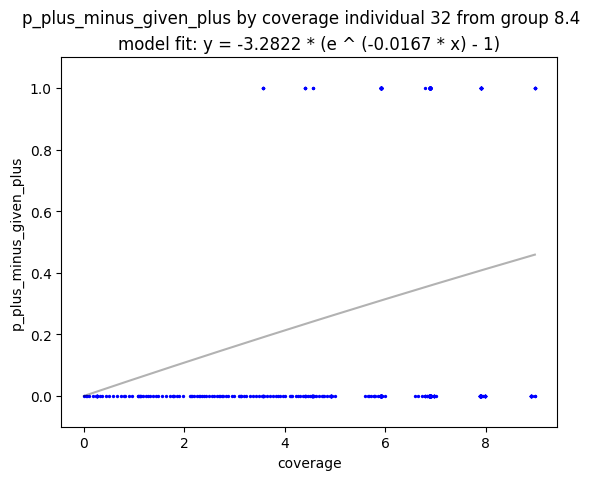 p_plus_minus_given_plus by coverage individual 32 from group 8.4
model fit: y = -3.2822 * (e ^ (-0.0167 * x) - 1)
p_plus_minus_given_plus
1.0
0.8
0.6
0.4
0.2
0.0
0 2 4 6 8
coverage